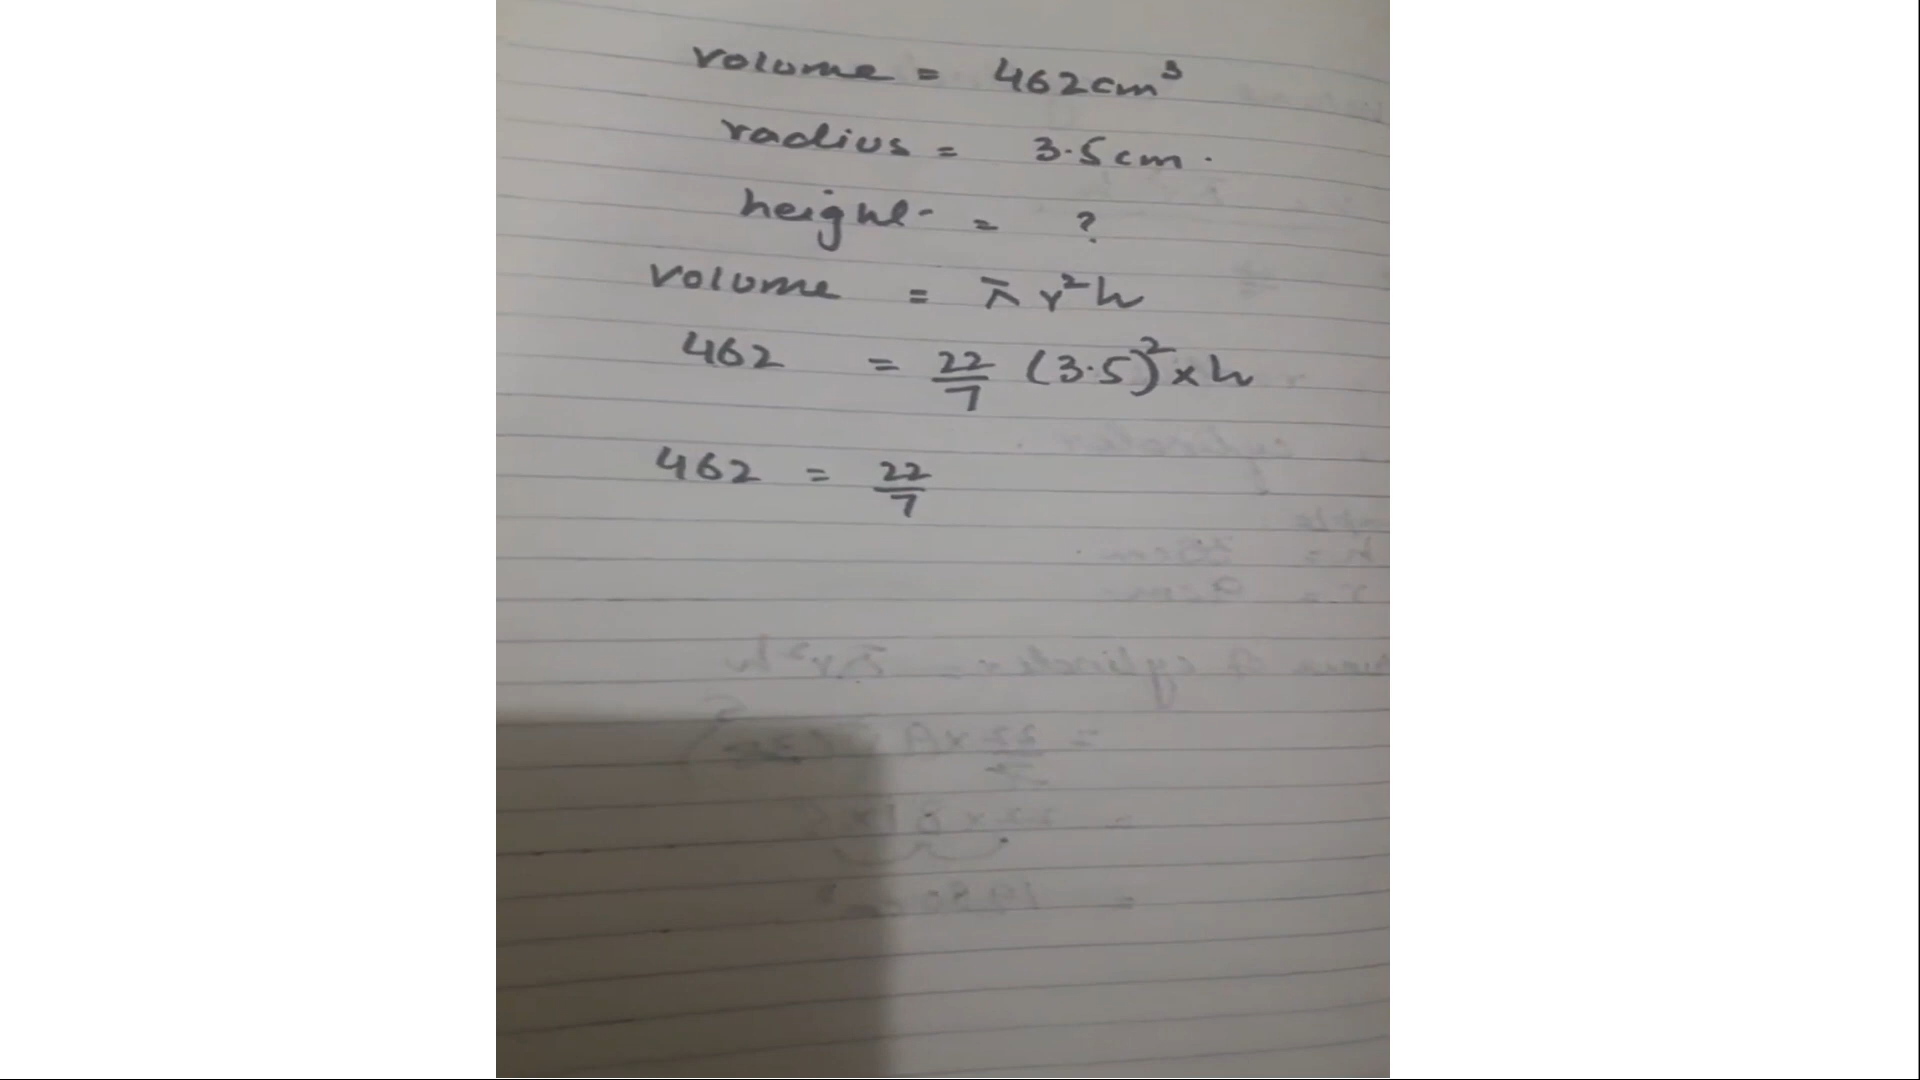 volume = 462cm³
radius = 3.5cm.
height = ?
volume = πr²h
462 = 22/7 (3.5)² × h
462 = 22/7